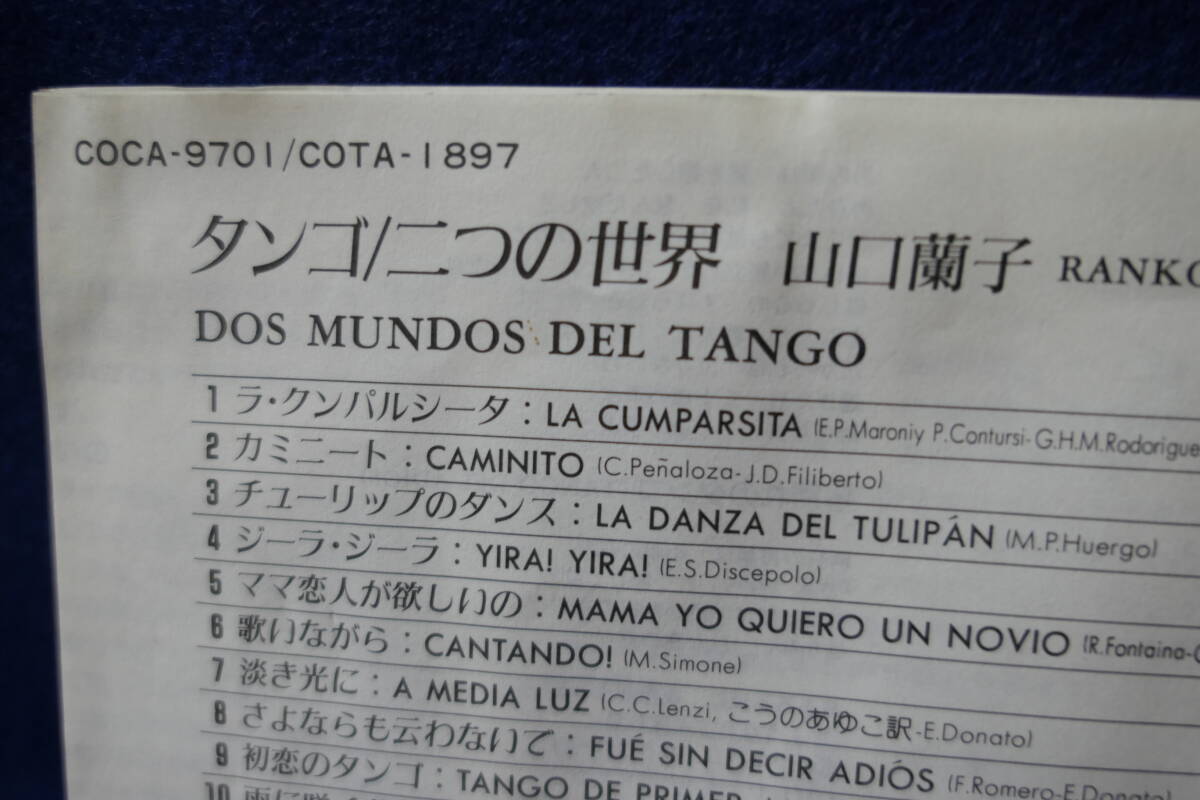 COCA-9701/COTA-1897
タンゴ/二つの世界 山口蘭子 RANKO
DOS MUNDOS DEL TANGO
1 ラ・クンパルシータ : LA CUMPARSITA (E.P.Maroniy P.Contursi-G.H.M.Rodorigue
2 カミニート : CAMINITO (C.Peñaloza-J.D.Filiberto)
3 チューリップのダンス : LA DANZA DEL TULIPÁN (M.P.Huergo)
4 ジーラ・ジーラ : YIRA! YIRA! (E.S.Discepolo)
5 ママ恋人が欲しいの : MAMA YO QUIERO UN NOVIO (R.Fontaina-
6 歌いながら : CANTANDO! (M.Simone)
7 淡き光に : A MEDIA LUZ (C.C.Lenzi, こうのあゆこ訳-E.Donato)
8 さよならも云わないで : FUÉ SIN DECIR ADIÓS (F.Romero-E.Donato)
9 初恋のタンゴ : TANGO DE PRIMER
10 雨に